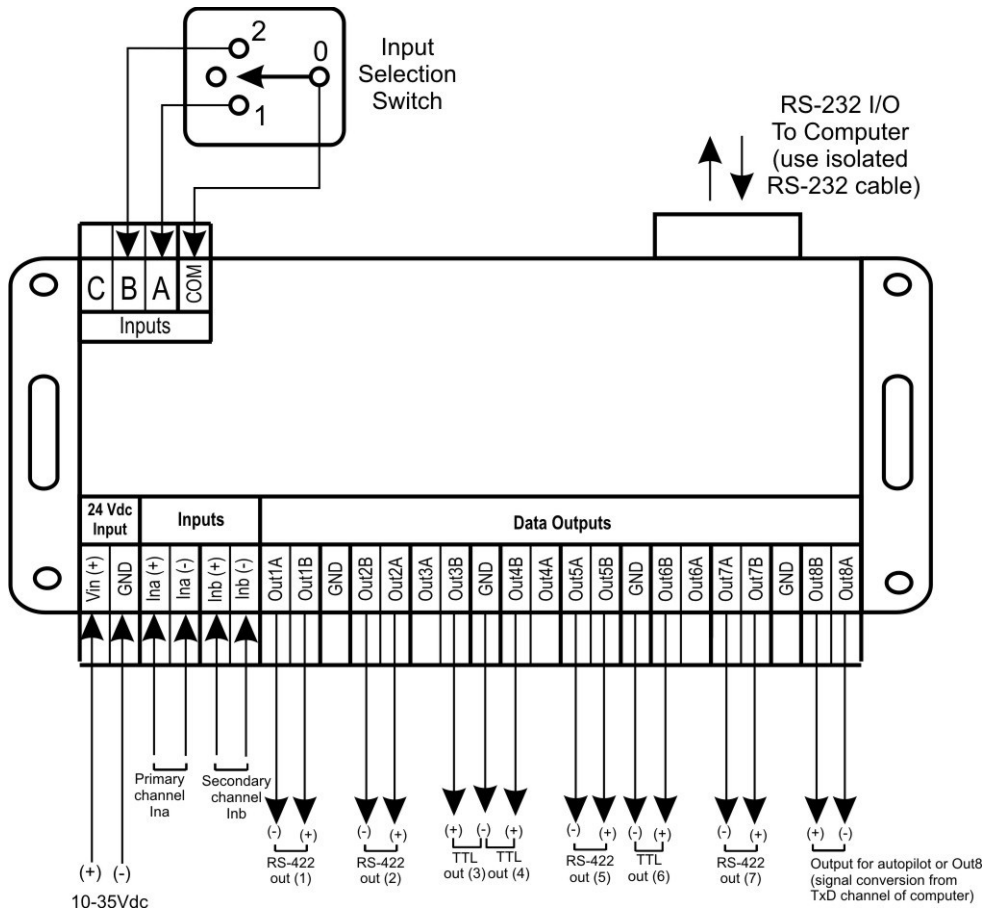 2
0
1
Input
Selection
Switch
RS-232 I/O
To Computer
(use isolated
RS-232 cable)
C B A COM
Inputs
24 Vdc
Input
Inputs
Data Outputs
Vin (+) GND Ina (+) Ina (-) Inb (+) Inb (-) Out1A Out1B GND Out2B Out2A Out3A Out3B GND Out4B Out4A Out5A Out5B GND Out6B Out6A Out7A Out7B GND Out8B Out8A
Primary
channel
Ina
Secondary
channel
Inb
(+) (-)
10-35Vdc
(-) (+)
RS-422
out (1)
(-) (+)
RS-422
out (2)
(+) (-) (+)
TTL TTL
out (3) out (4)
(-) (+)
RS-422
out (5)
(-) (+)
TTL
out (6)
(-) (+)
RS-422
out (7)
(+) (-)
Output for autopilot or Out8
(signal conversion from
TxD channel of computer)